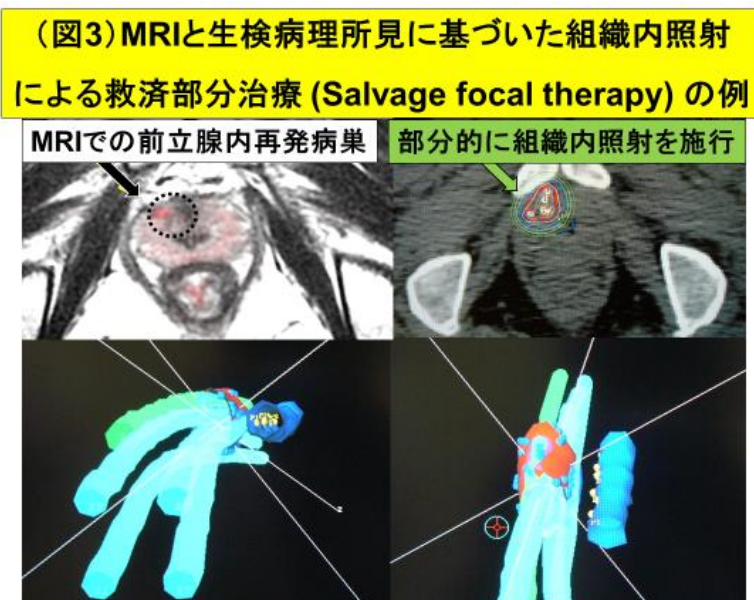 （図3）MRIと生検病理所見に基づいた組織内照射
による救済部分治療 (Salvage focal therapy) の例
MRIでの前立腺内再発病巣
部分的に組織内照射を施行